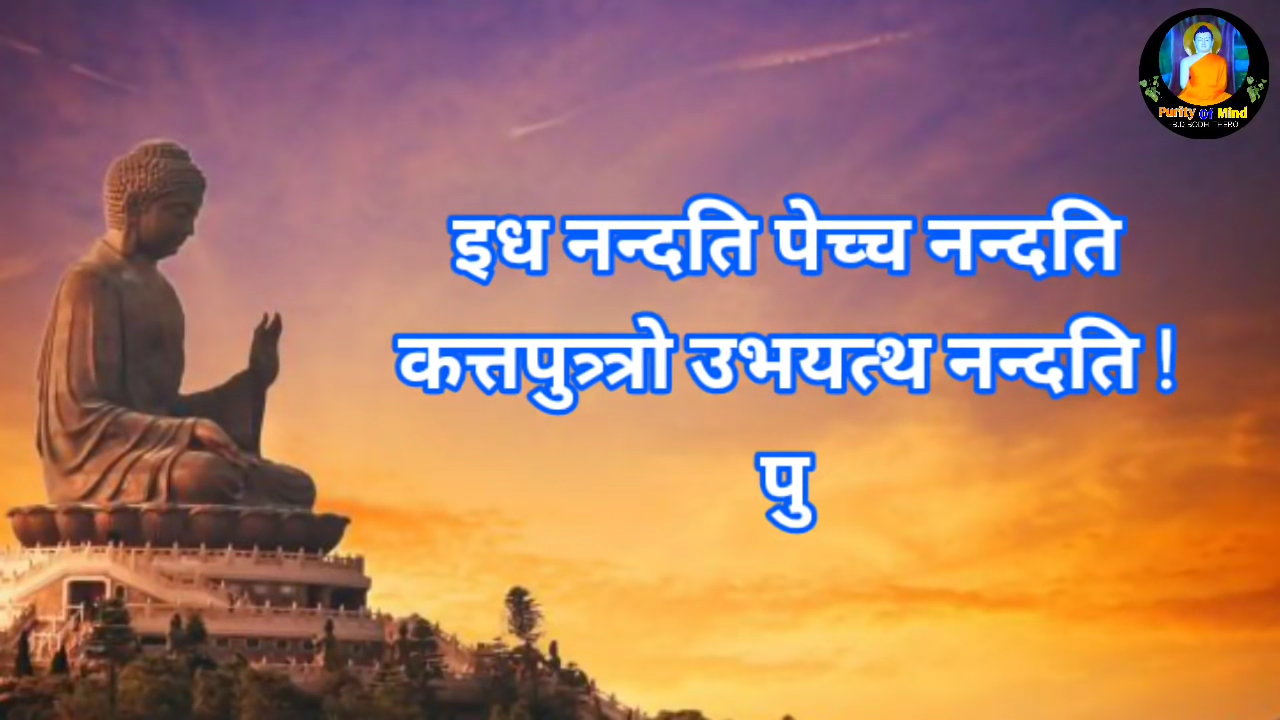 Purity of Mind
इध नन्दति पेच्च नन्दति
कत्तपुत्र्त्रो उभयत्थ नन्दति !
पु